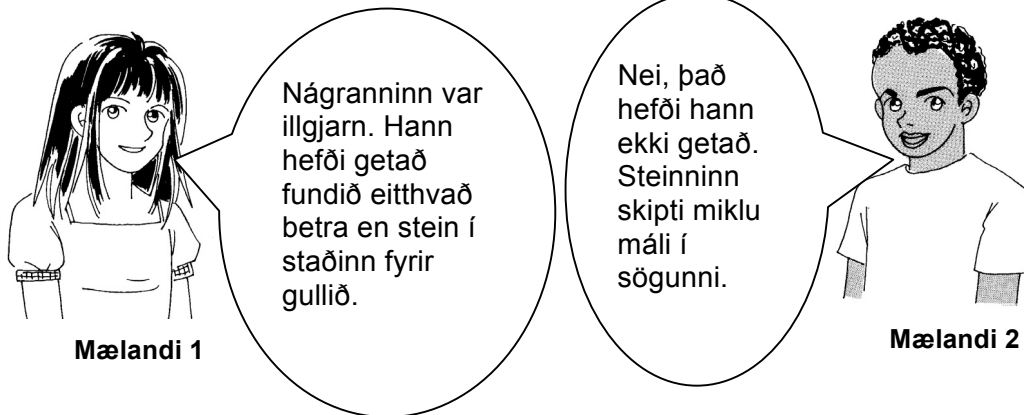 Nágranninn var
illgjarn. Hann
hefði getað
fundið eitthvað
betra en stein í
staðinn fyrir
gullið.
Mælandi 1
Nei, það
hefði hann
ekki getað.
Steinninn
skipti miklu
máli í
sögunni.
Mælandi 2